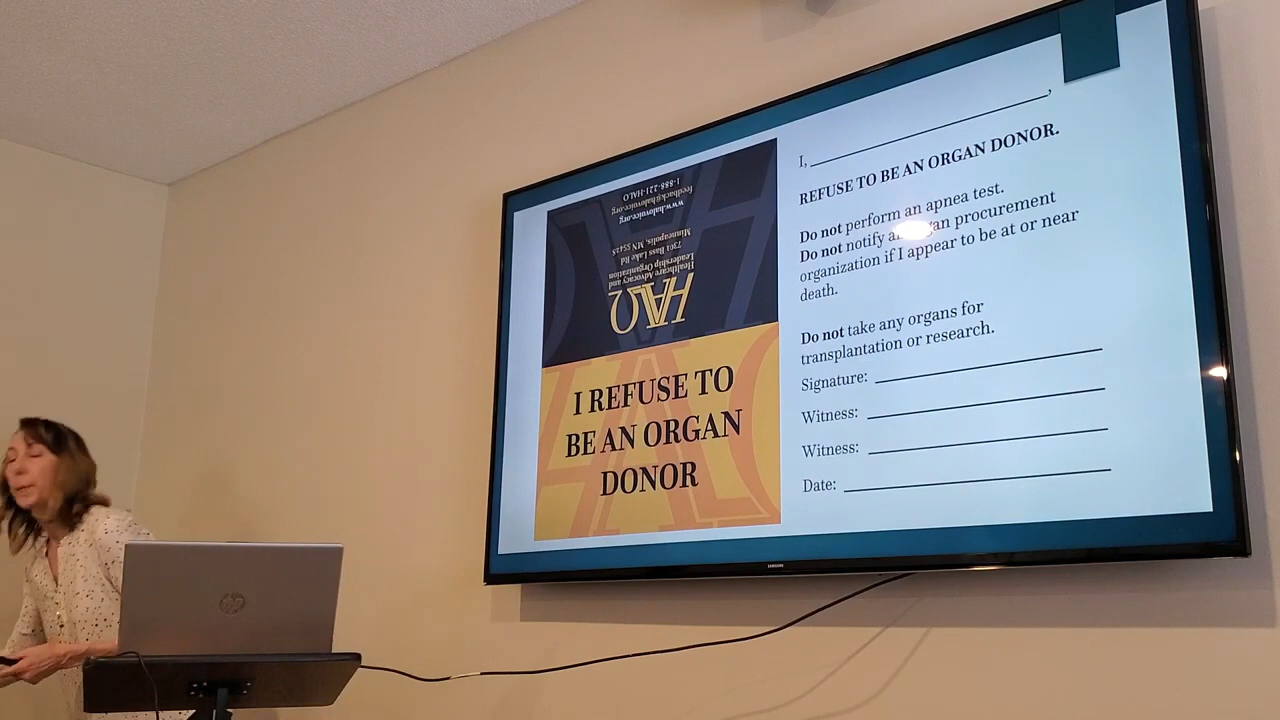 1-888-221-HALO
feedback@halovoice.org
www.halovoice.org
Minneapolis, MN 55428
7301 Bass Lake Rd
Leadership Organization
Healthcare Advocacy and
HALO
I REFUSE TO
BE AN ORGAN
DONOR
I, ,
REFUSE TO BE AN ORGAN DONOR.
Do not perform an apnea test.
Do not notify an organ procurement
organization if I appear to be at or near
death.
Do not take any organs for
transplantation or research.
Signature:
Witness:
Witness:
Date:
SAMSUNG
hp